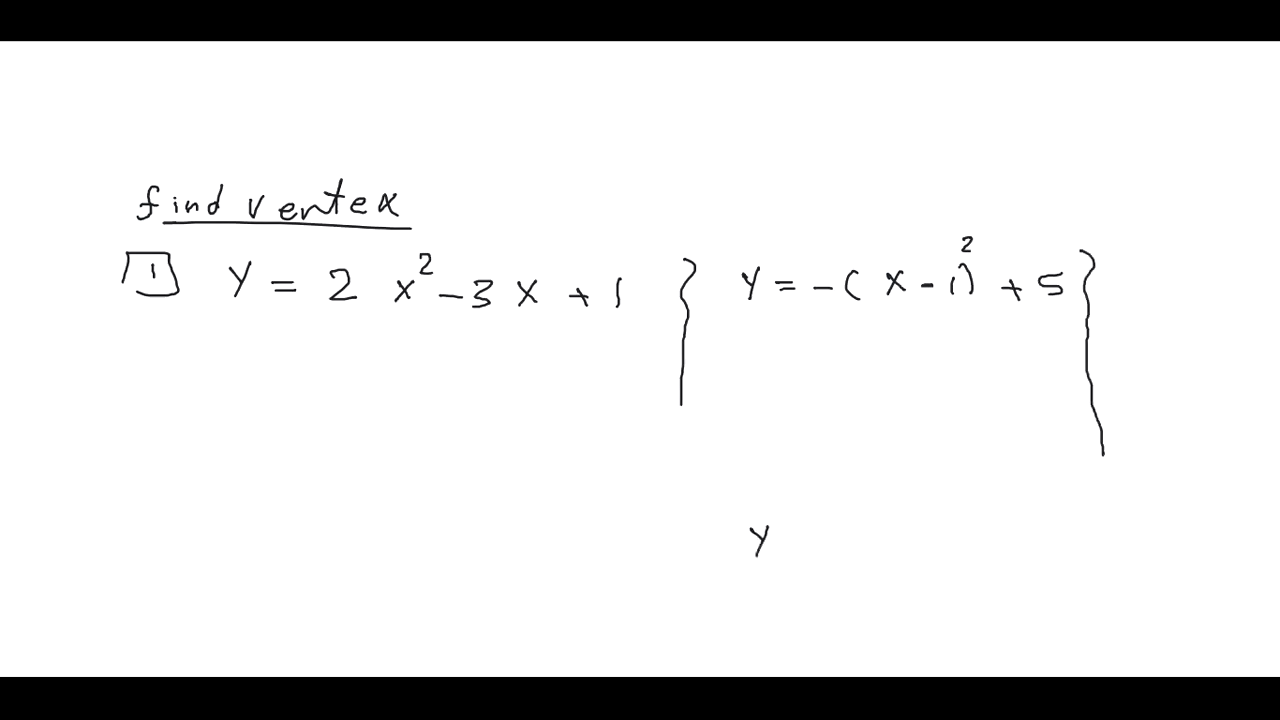 find vertex
1 y = 2x² - 3x + 1 } y = -(x - 1)² + 5 }
y